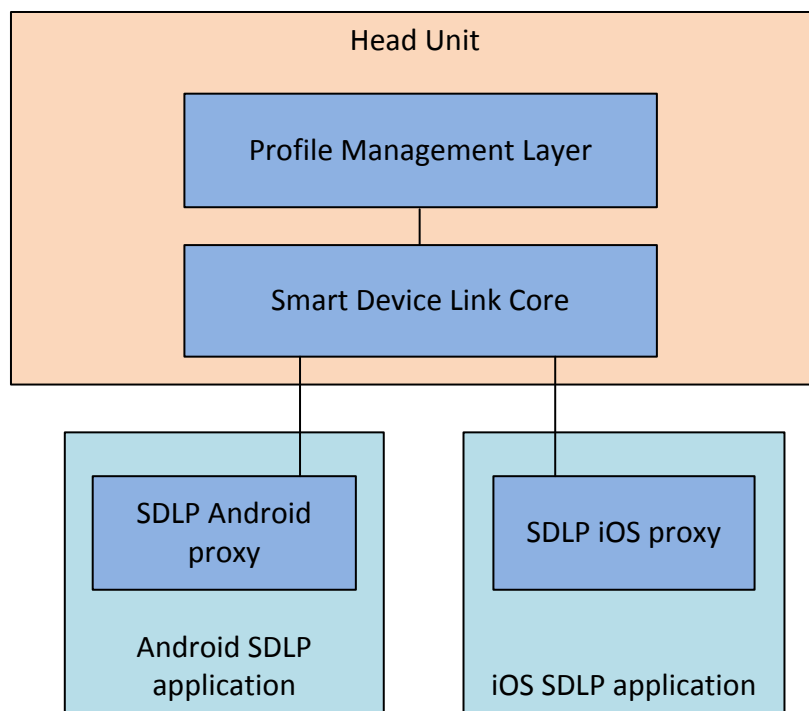 Head Unit
Profile Management Layer
Smart Device Link Core
SDLP Android
proxy
SDLP iOS proxy
Android SDLP
application
iOS SDLP application